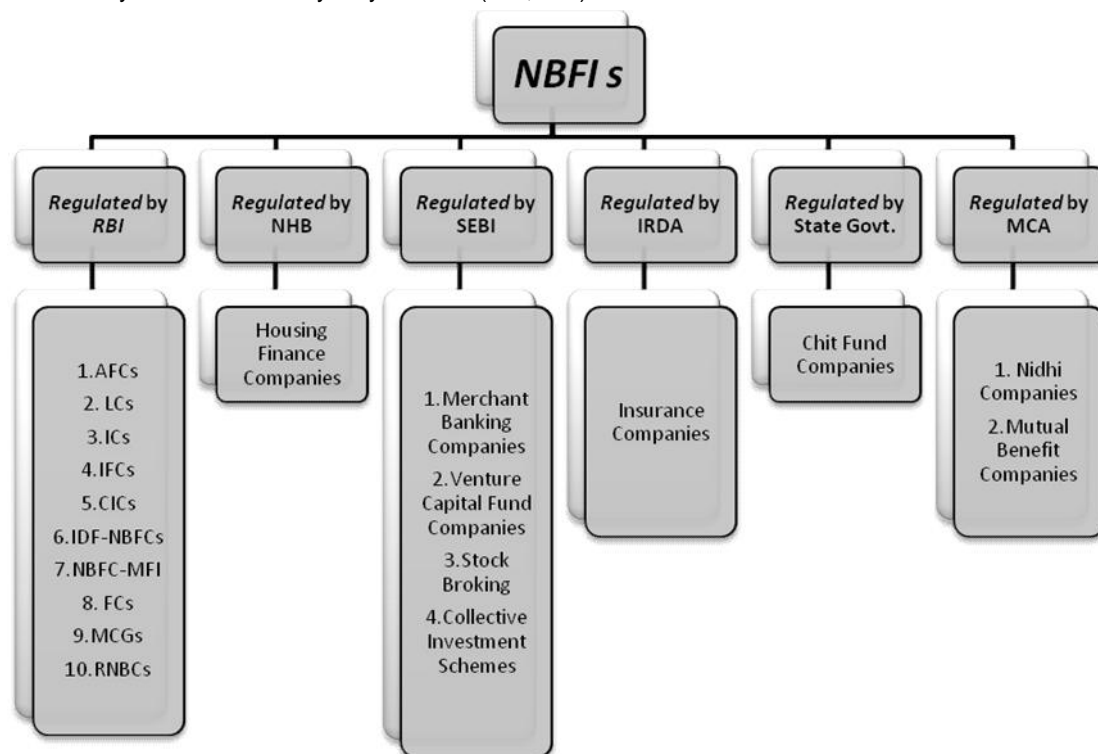 NBFI s
Regulated by
RBI
Regulated by
NHB
Regulated by
SEBI
Regulated by
IRDA
Regulated by
State Govt.
Regulated by
MCA
1.AFCs
2. LCs
3.ICs
4.IFCs
5.CICs
6.IDF-NBFCs
7.NBFC-MFI
8. FCs
9.MCGs
10.RNBCs
Housing
Finance
Companies
1.Merchant
Banking
Companies
2.Venture
Capital Fund
Companies
3.Stock
Broking
4.Collective
Investment
Schemes
Insurance
Companies
Chit Fund
Companies
1. Nidhi
Companies
2.Mutual
Benefit
Companies